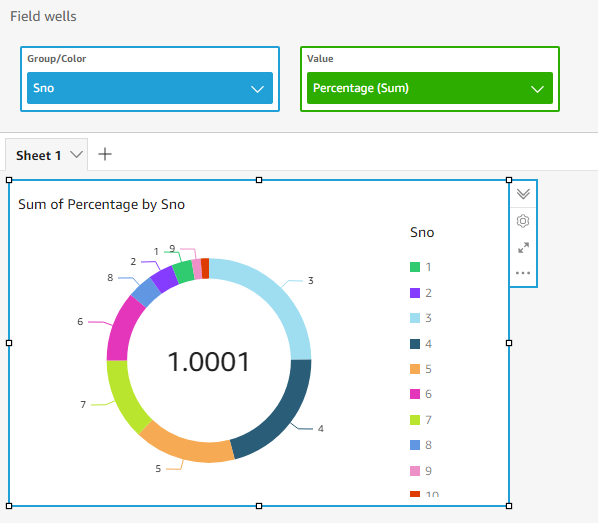 Field wells
Group/Color
Value
Sno
Percentage (Sum)
Sheet 1
Sum of Percentage by Sno
Sno
1
2
3
4
5
6
7
8
9
10
9
1
2
8
3
6
1.0001
7
4
5